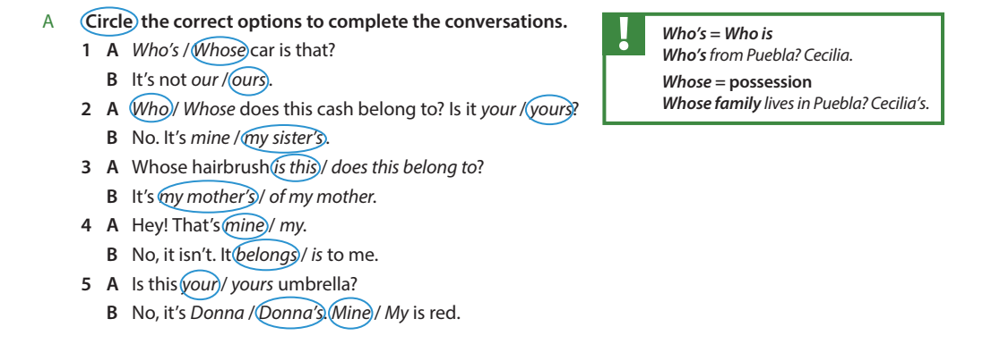 A Circle the correct options to complete the conversations.
1 A Who's / Whose car is that?
B It's not our / ours.
2 A Who / Whose does this cash belong to? Is it your / yours?
B No. It's mine / my sister's.
3 A Whose hairbrush is this / does this belong to?
B It's my mother's / of my mother.
4 A Hey! That's mine / my.
B No, it isn't. It belongs / is to me.
5 A Is this your / yours umbrella?
B No, it's Donna / Donna's. Mine / My is red.
!
Who's = Who is
Who's from Puebla? Cecilia.
Whose = possession
Whose family lives in Puebla? Cecilia's.